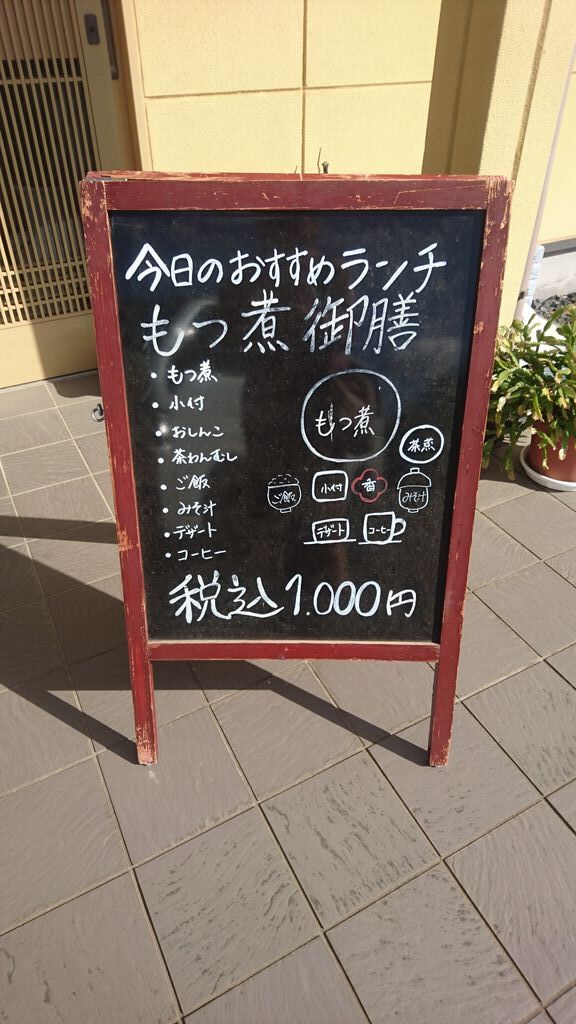 今日のおすすめランチ
もつ煮御膳
・もつ煮
・小付
・おしんこ
・茶わんむし
・ご飯
・みそ汁
・デザート
・コーヒー
もつ煮
茶蒸
ご飯
小付
香
みそ汁
デザート
コーヒー
税込1.000円